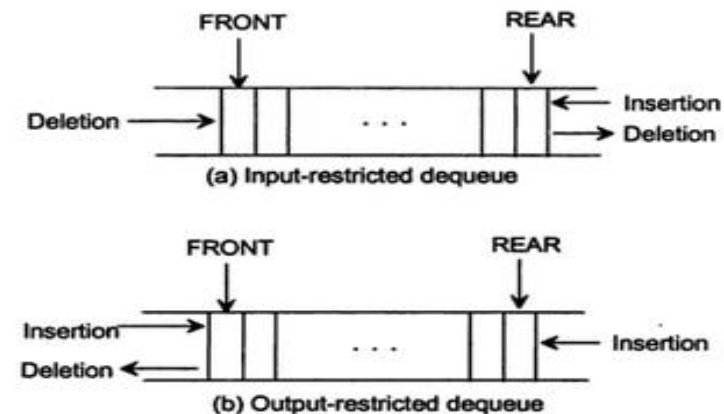 FRONT REAR
Deletion . . . Insertion
Deletion
(a) Input-restricted dequeue
FRONT REAR
Insertion
. . . Insertion
Deletion
(b) Output-restricted dequeue